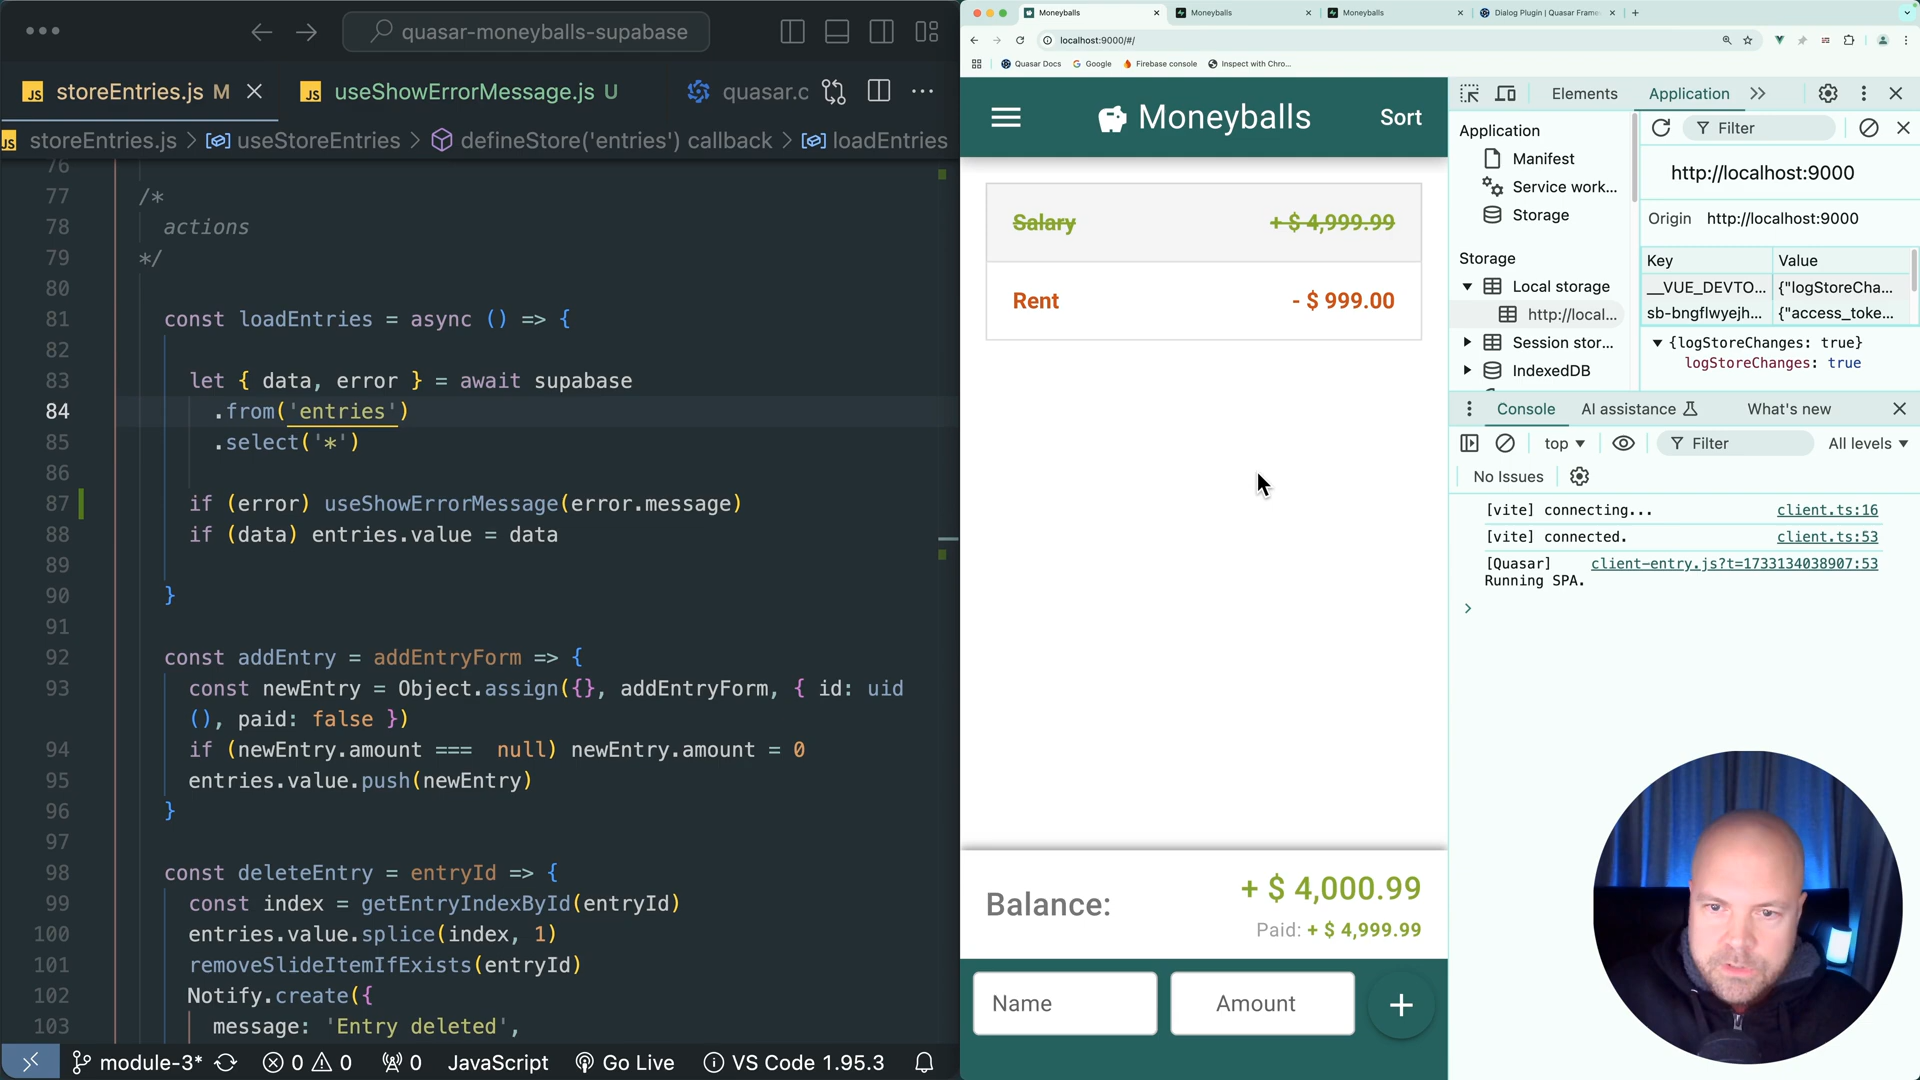 quasar-moneyballs-supabase
JS storeEntries.js M
JS useShowErrorMessage.js U
quasar.c
JS storeEntries.js > useStoreEntries > defineStore('entries') callback > loadEntries
76
77 /*
78 actions
79 */
80
81 const loadEntries = async () => {
82
83 let { data, error } = await supabase
84 .from('entries')
85 .select('*')
86
87 if (error) useShowErrorMessage(error.message)
88 if (data) entries.value = data
89
90 }
91
92 const addEntry = addEntryForm => {
93 const newEntry = Object.assign({}, addEntryForm, { id: uid
(), paid: false })
94 if (newEntry.amount === null) newEntry.amount = 0
95 entries.value.push(newEntry)
96 }
97
98 const deleteEntry = entryId => {
99 const index = getEntryIndexById(entryId)
100 entries.value.splice(index, 1)
101 removeSlideItemIfExists(entryId)
102 Notify.create({
103 message: 'Entry deleted',
module-3* 0 0 0 JavaScript Go Live VS Code 1.95.3
Moneyballs
Moneyballs
Moneyballs
Dialog Plugin | Quasar Frame
localhost:9000/#/
Quasar Docs
Google
Firebase console
Inspect with Chro...
Moneyballs
Sort
Salary + $ 4,999.99
Rent - $ 999.00
Balance: + $ 4,000.99
Paid: + $ 4,999.99
Name
Amount
Elements
Application
Application
Manifest
Service work...
Storage
Storage
Local storage
http://local...
Session stor...
IndexedDB
Filter
http://localhost:9000
Origin http://localhost:9000
Key Value
__VUE_DEVTO... {"logStoreCha...
sb-bngflwyejh... {"access_toke...
{logStoreChanges: true}
logStoreChanges: true
Console
AI assistance
What's new
top
Filter
All levels
No Issues
[vite] connecting... client.ts:16
[vite] connected. client.ts:53
[Quasar] client-entry.js?t=1733134038907:53
Running SPA.